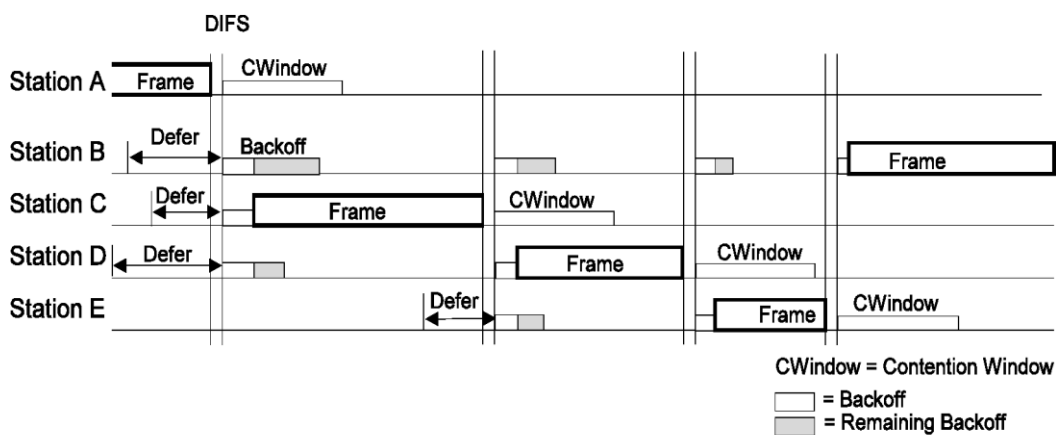 DIFS
Station A
Frame
CWindow
Station B
Defer
Backoff
Frame
Station C
Defer
Frame
CWindow
Station D
Defer
Frame
CWindow
Station E
Defer
Frame
CWindow
CWindow = Contention Window
= Backoff
= Remaining Backoff